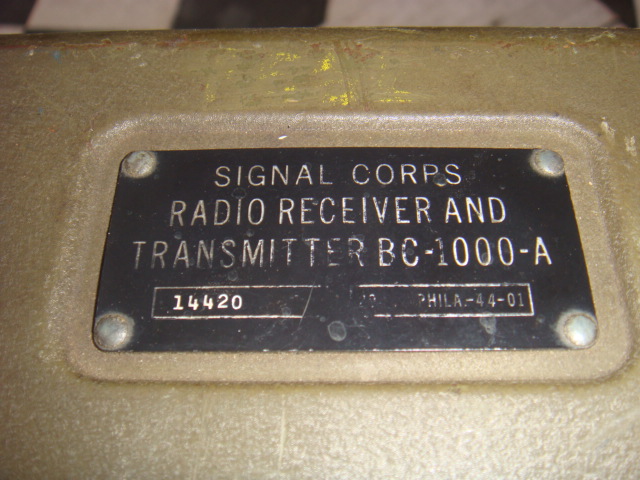 SIGNAL CORPS
RADIO RECEIVER AND
TRANSMITTER BC-1000-A
14420 PHILA-44-01